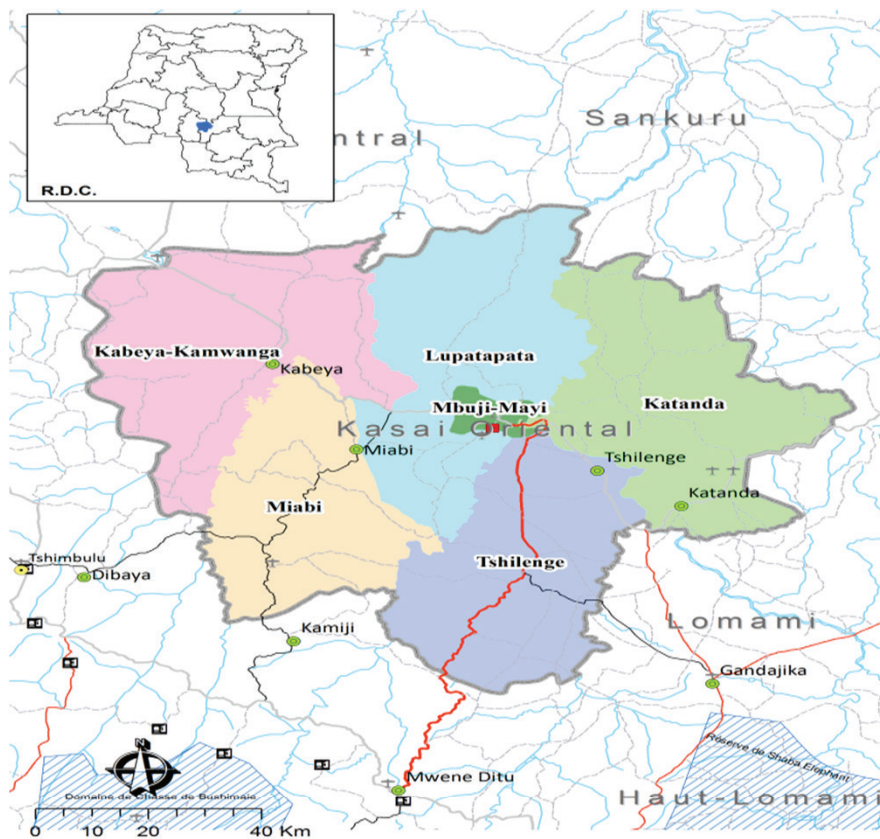 Sankuru
ntral
R.D.C.
Kabeya-Kamwanga
Lupatapata
Kabeya
Mbuji-Mayi
Katanda
Kasai Oriental
Miabi
Tshilenge
Katanda
Miabi
Tshimbulu
Tshilenge
Dibaya
Lomami
Kamiji
Gandajika
Réserve de Shaba Elephant
N
Mwene Ditu
Domaine de Chasse de Bushimaie
Haut-Lomami
0 10 20 40 Km